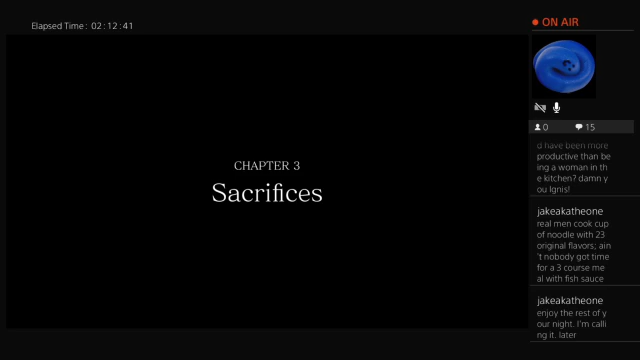 Elapsed Time: 02:12:41
ON AIR
0 15
CHAPTER 3
Sacrifices
d have been more
productive than be
ing a woman in th
e kitchen? damn y
ou Ignis!
jakeakatheone
real men cook cup
of noodle with 23
original flavors; ain
't nobody got time
for a 3 course me
al with fish sauce
jakeakatheone
enjoy the rest of y
our night. I'm calli
ng it. later